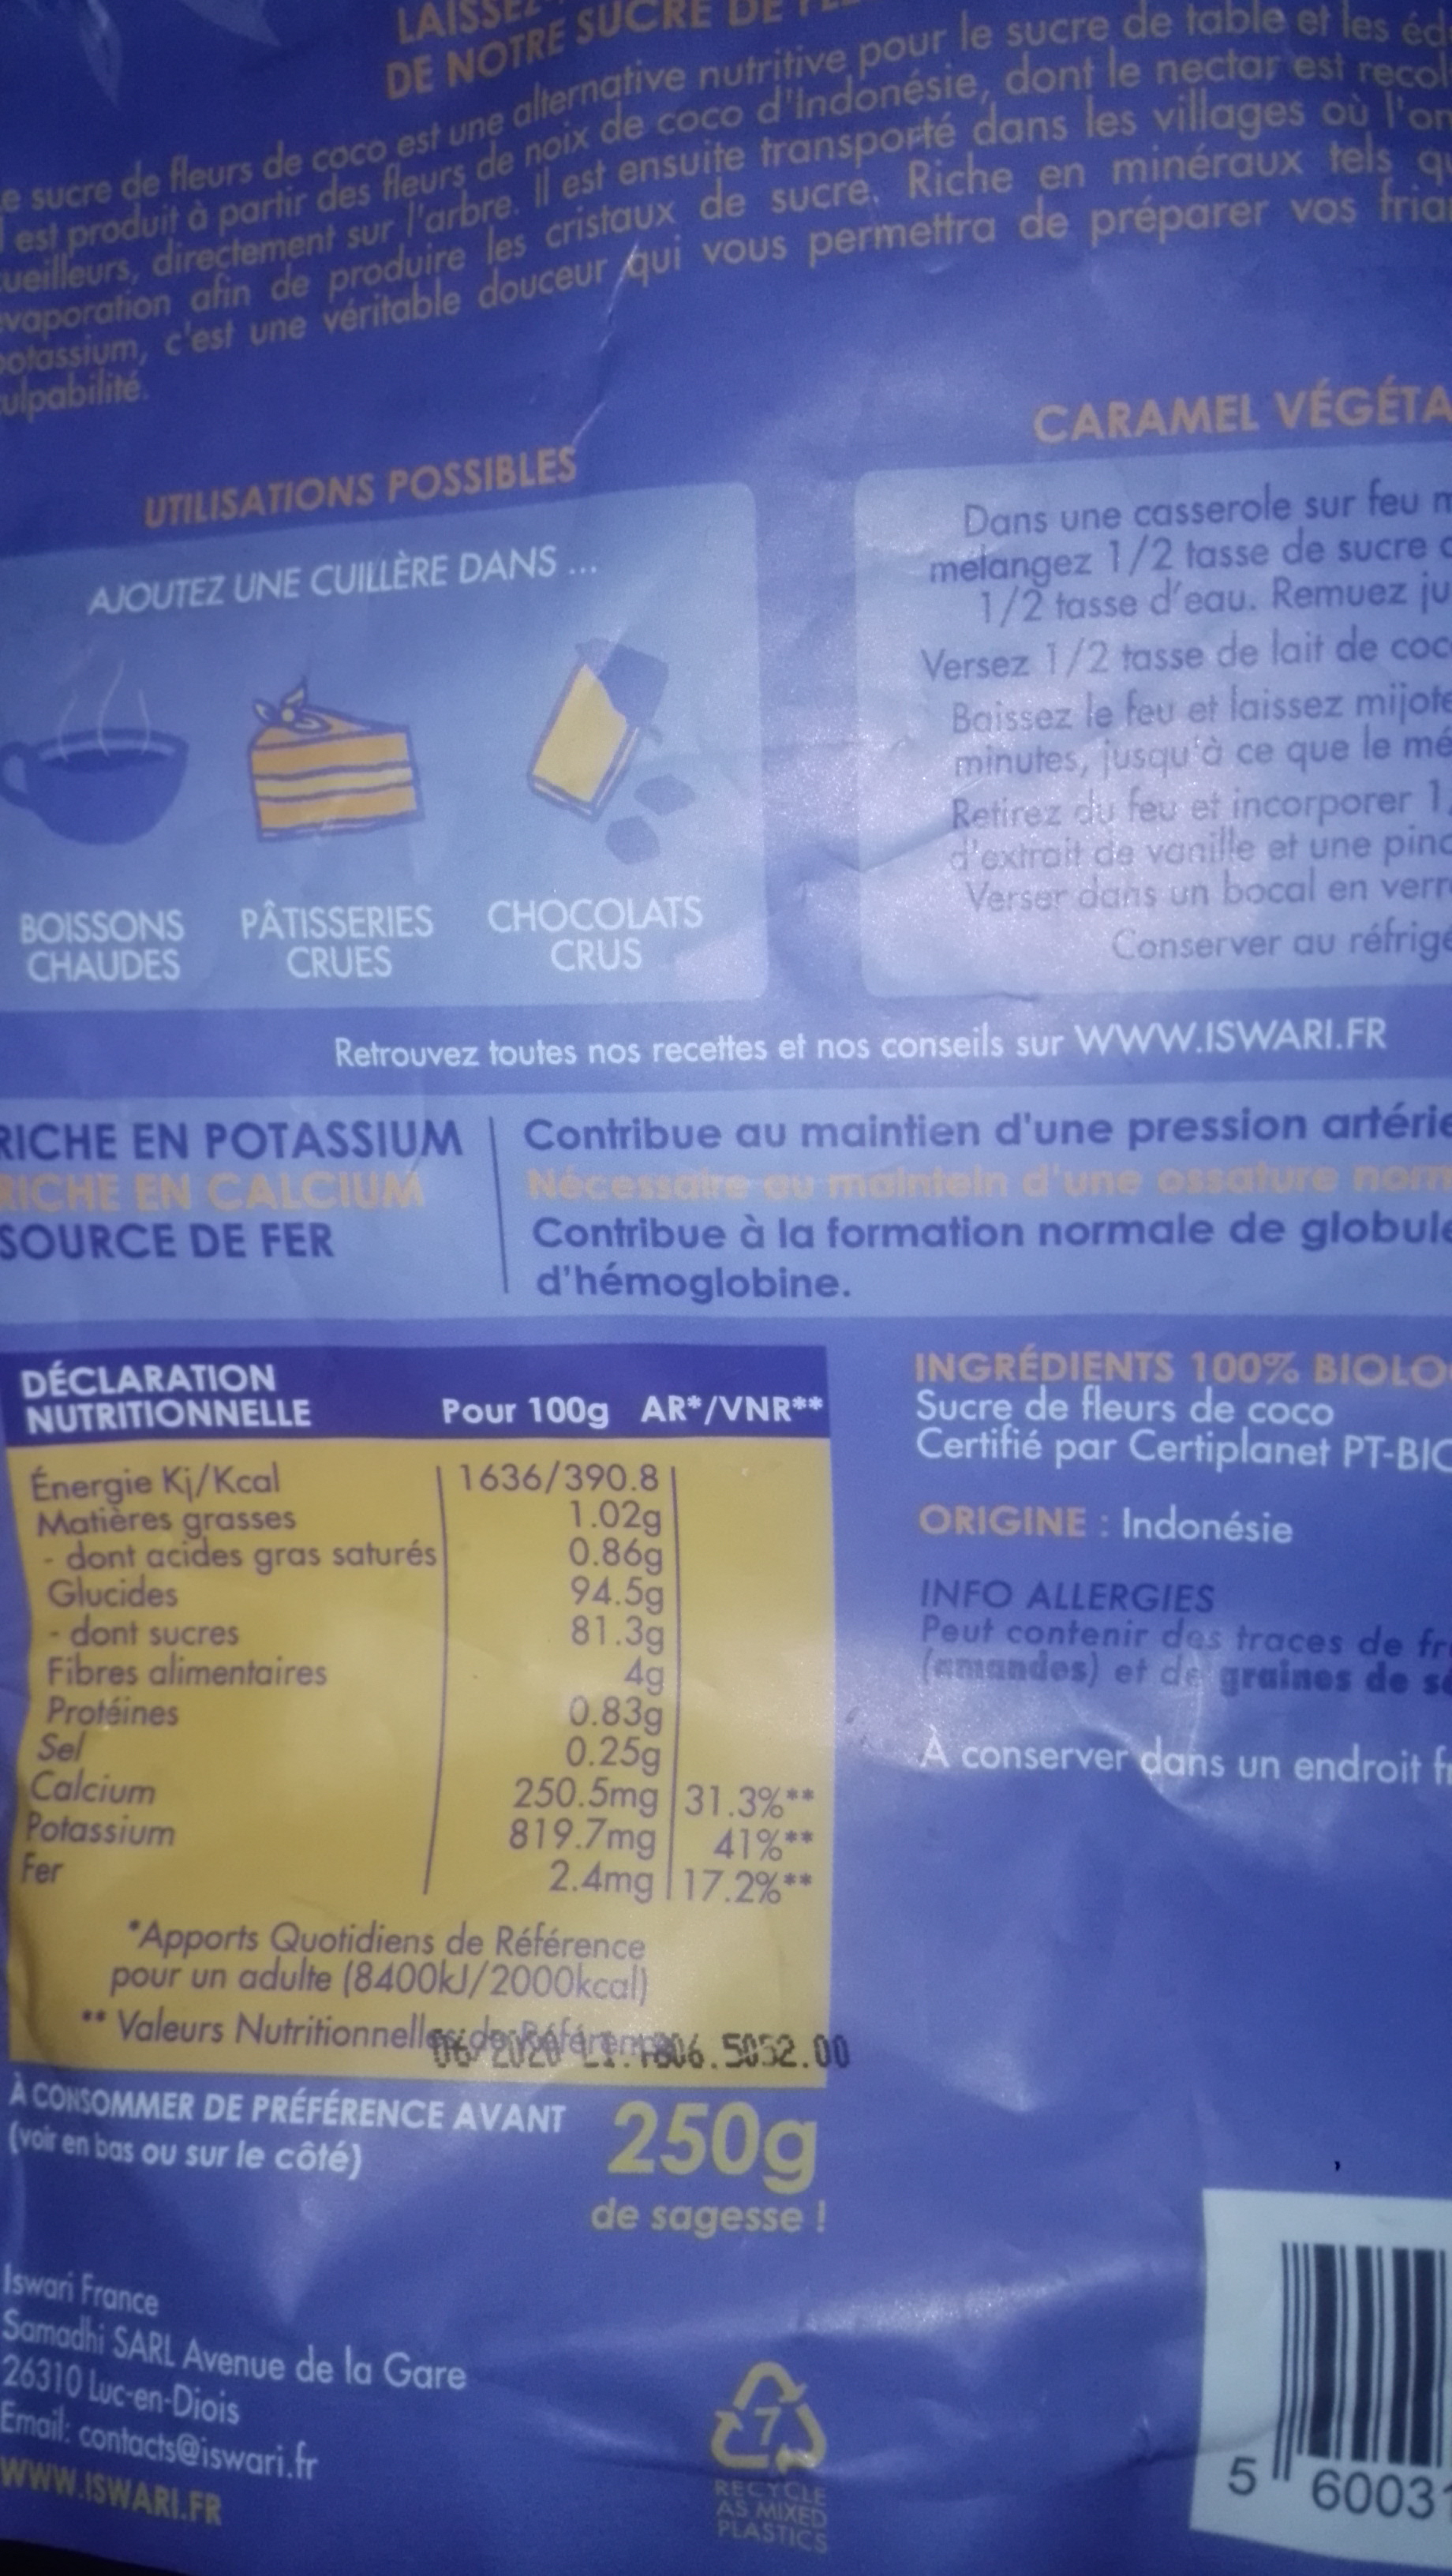 DE NOTRE SUCRE DE
e sucre de fleurs de coco est une alternative nutritive pour le sucre de table et les éd
est produit à partir des fleurs de noix de coco d'Indonésie, dont le nectar est recol
ueilleurs, directement sur l'arbre. Il est ensuite transporté dans les villages où l'on
vaporation afin de produire les cristaux de sucre. Riche en minéraux tels qu
potassium, c'est une véritable douceur qui vous permettra de préparer vos fria
ulpabilité.
UTILISATIONS POSSIBLES
AJOUTEZ UNE CUILLÈRE DANS ...
BOISSONS CHAUDES
PÂTISSERIES CRUES
CHOCOLATS CRUS
CARAMEL VÉGÉTA
Dans une casserole sur feu m
mélangez 1/2 tasse de sucre
1/2 tasse d'eau. Remuez ju
Versez 1/2 tasse de lait de coc
Baissez le feu et laissez mijote
minutes, jusqu'à ce que le mé
Retirez du feu et incorporer 1
d'extrait de vanille et une pinc
Verser dans un bocal en verr
Conserver au réfrigé
Retrouvez toutes nos recettes et nos conseils sur WWW.ISWARI.FR
RICHE EN POTASSIUM
RICHE EN CALCIUM
SOURCE DE FER
Contribue au maintien d'une pression artérie
Nécessaire au maintein d'une ossature norm
Contribue à la formation normale de globule
d'hémoglobine.
DÉCLARATION
NUTRITIONNELLE Pour 100g AR*/VNR**
Énergie Kj/Kcal 1636/390.8
Matières grasses 1.02g
- dont acides gras saturés 0.86g
Glucides 94.5g
- dont sucres 81.3g
Fibres alimentaires 4g
Protéines 0.83g
Sel 0.25g
Calcium 250.5mg 31.3%**
Potassium 819.7mg 41%**
Fer 2.4mg 17.2%**
*Apports Quotidiens de Référence
pour un adulte (8400kJ/2000kcal)
** Valeurs Nutritionnelles de Référence
06/2020
À CONSOMMER DE PRÉFÉRENCE AVANT
(voir en bas ou sur le côté)
250g
de sagesse !
INGRÉDIENTS 100% BIOLO
Sucre de fleurs de coco
Certifié par Certiplanet PT-BIO
ORIGINE : Indonésie
INFO ALLERGIES
Peut contenir des traces de fr
(amandes) et de graines de s
À conserver dans un endroit fr
Iswari France
Samadhi SARL Avenue de la Gare
26310 Luc-en-Diois
Email: contacts@iswari.fr
WWW.ISWARI.FR
7
RECYCLE
AS MIXED
PLASTICS
5 6003